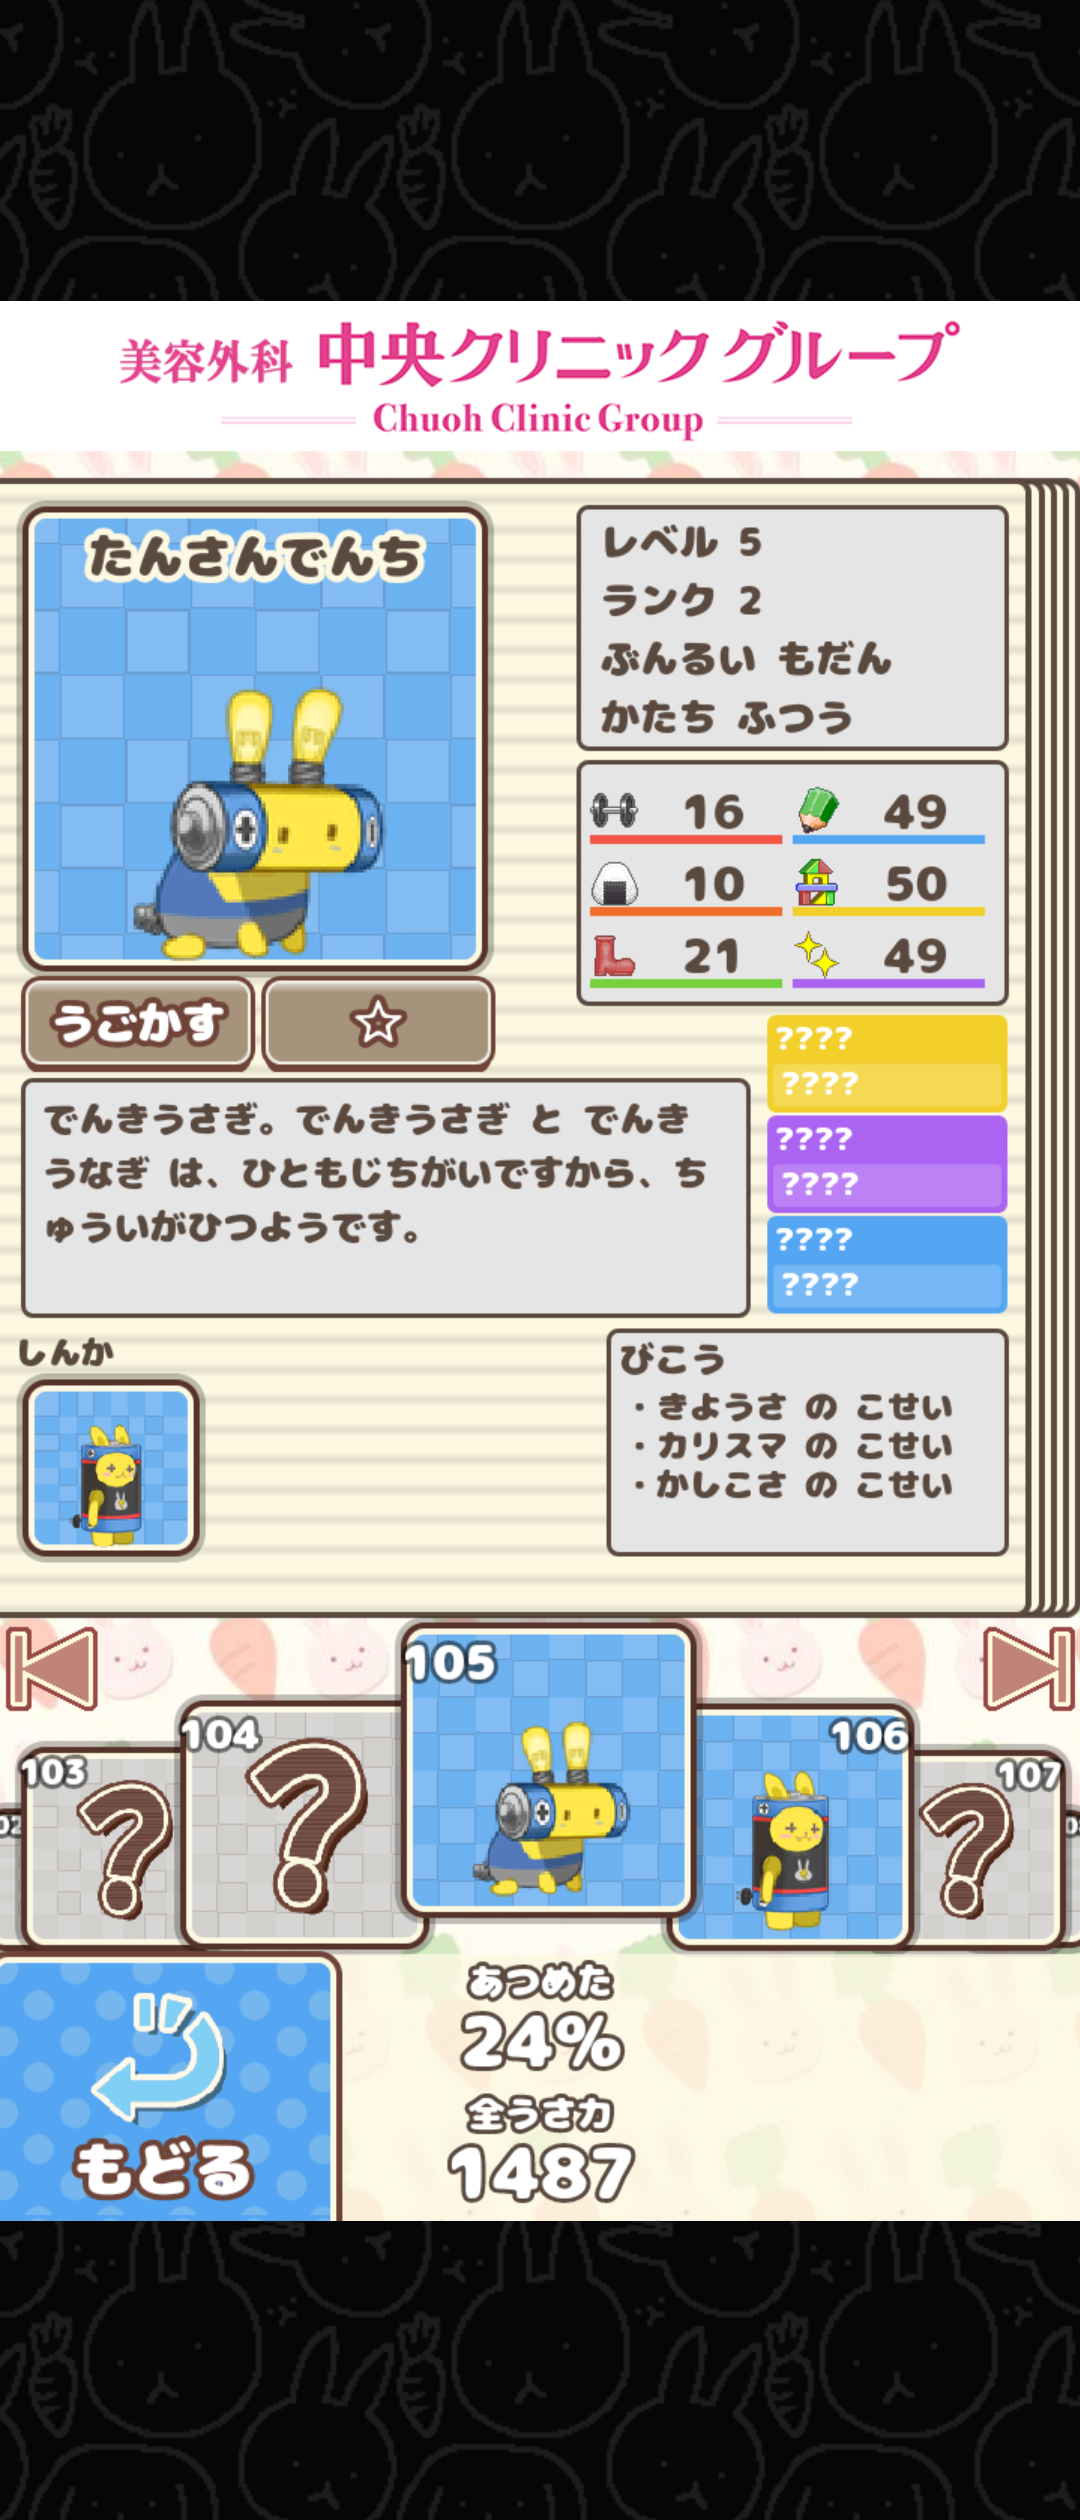 美容外科 中央クリニックグループ
Chuoh Clinic Group
たんさんでんち
レベル 5
ランク 2
ぶんるい もだん
かたち ふつう
16 49
10 50
21 49
うごかす ☆
????
????
????
????
????
????
でんきうさぎ。でんきうさぎ と でんき
うなぎ は、ひともじちがいですから、ち
ゅういがひつようです。
しんか
びこう
・きようさ の こせい
・カリスマ の こせい
・かしこさ の こせい
102
103
?
104
?
105
106
107
?
もどる
あつめた
24%
全うさ力
1487